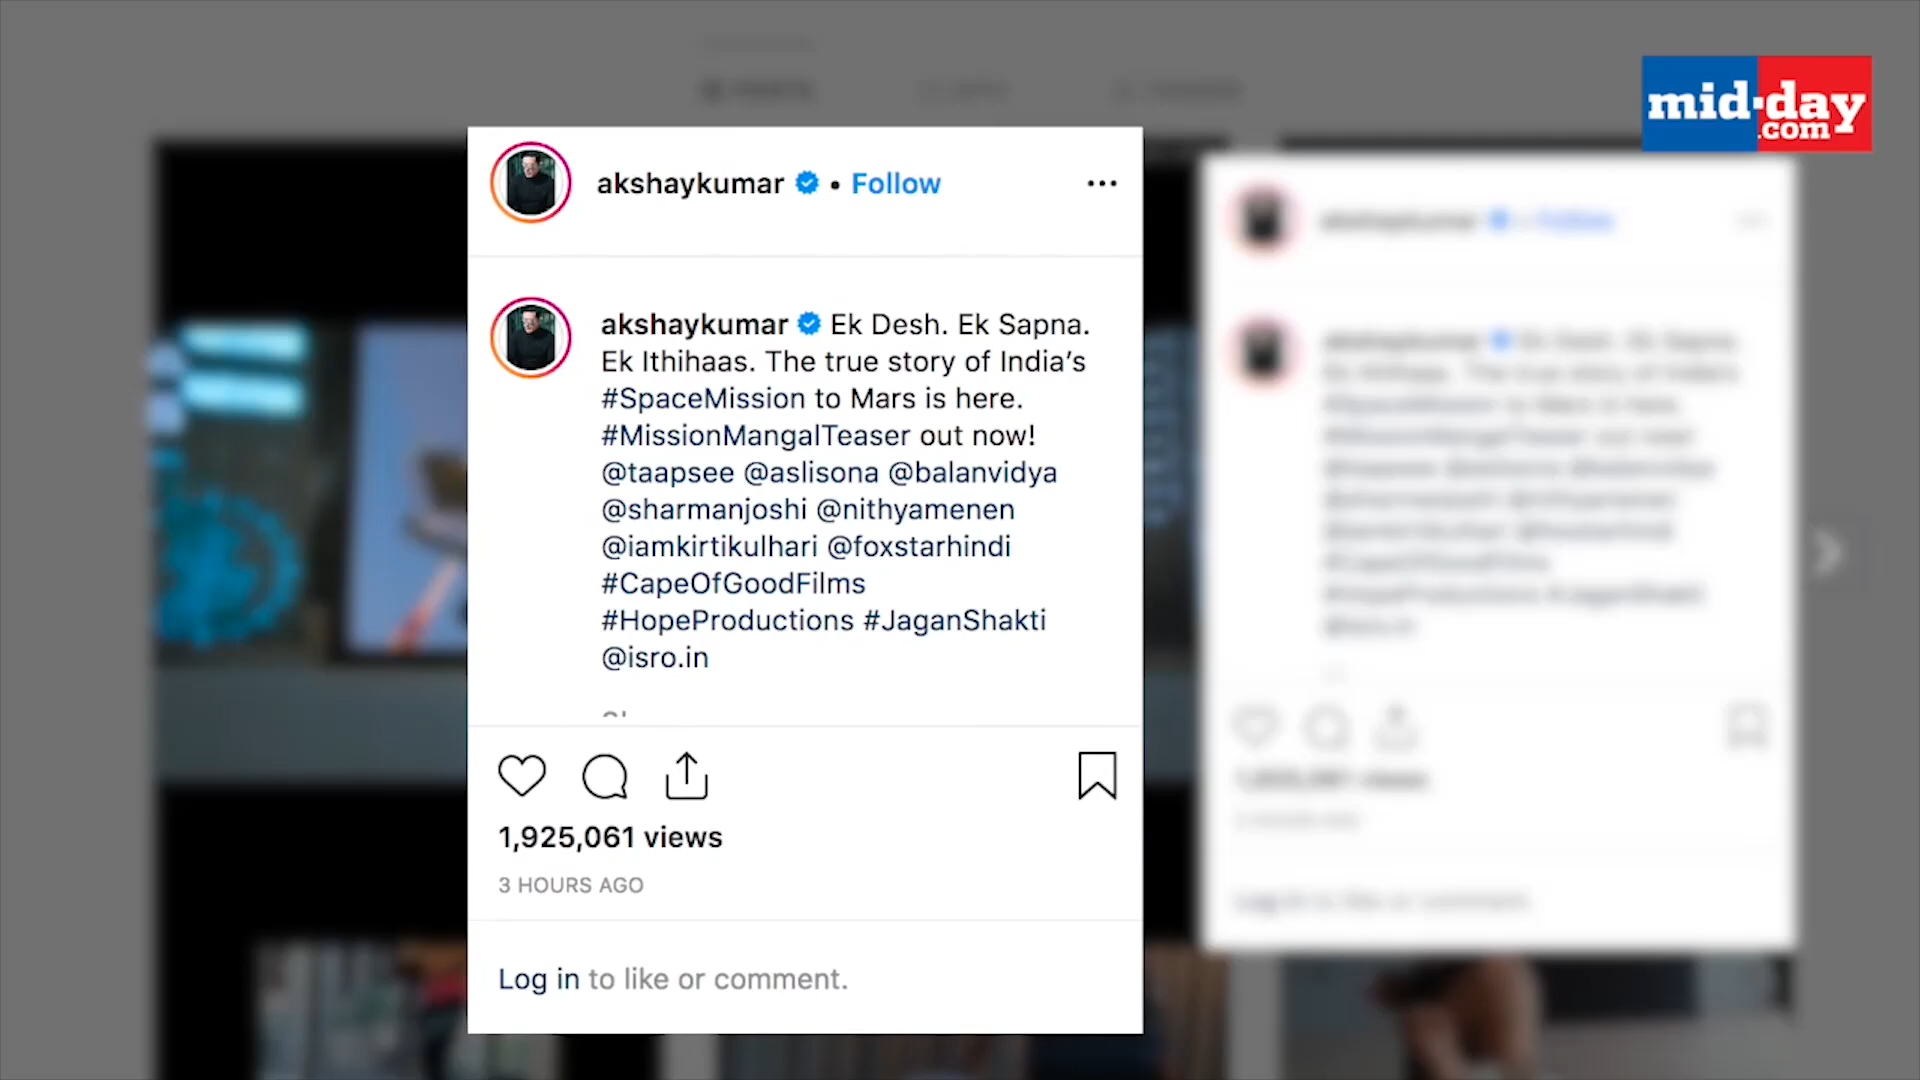 mid-day
.com
akshaykumar • Follow
akshaykumar Ek Desh. Ek Sapna.
Ek Ithihaas. The true story of India's
#SpaceMission to Mars is here.
#MissionMangalTeaser out now!
@taapsee @aslisona @balanvidya
@sharmanjoshi @nithyamenen
@iamkirtikulhari @foxstarhindi
#CapeOfGoodFilms
#HopeProductions #JaganShakti
@isro.in
1,925,061 views
3 HOURS AGO
Log in to like or comment.